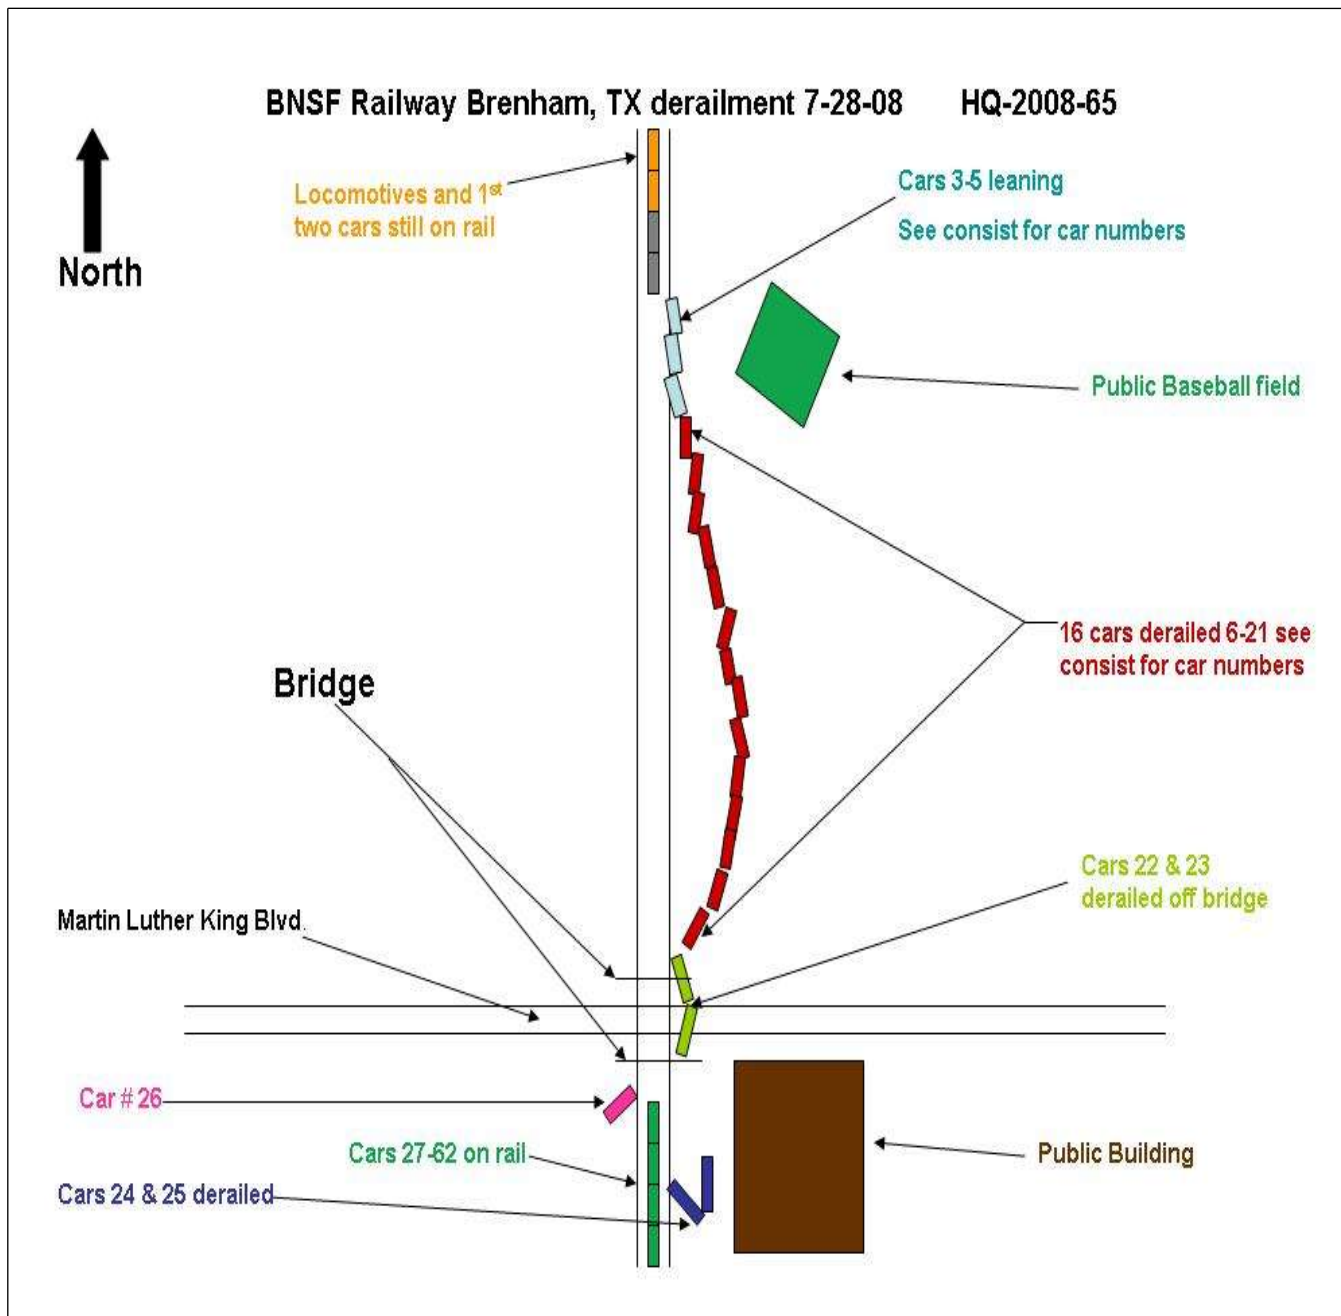 BNSF Railway Brenham, TX derailment 7-28-08 HQ-2008-65
North
Locomotives and 1st
two cars still on rail
Cars 3-5 leaning
See consist for car numbers
Public Baseball field
16 cars derailed 6-21 see
consist for car numbers
Bridge
Cars 22 & 23
derailed off bridge
Martin Luther King Blvd.
Car # 26
Cars 27-62 on rail
Public Building
Cars 24 & 25 derailed